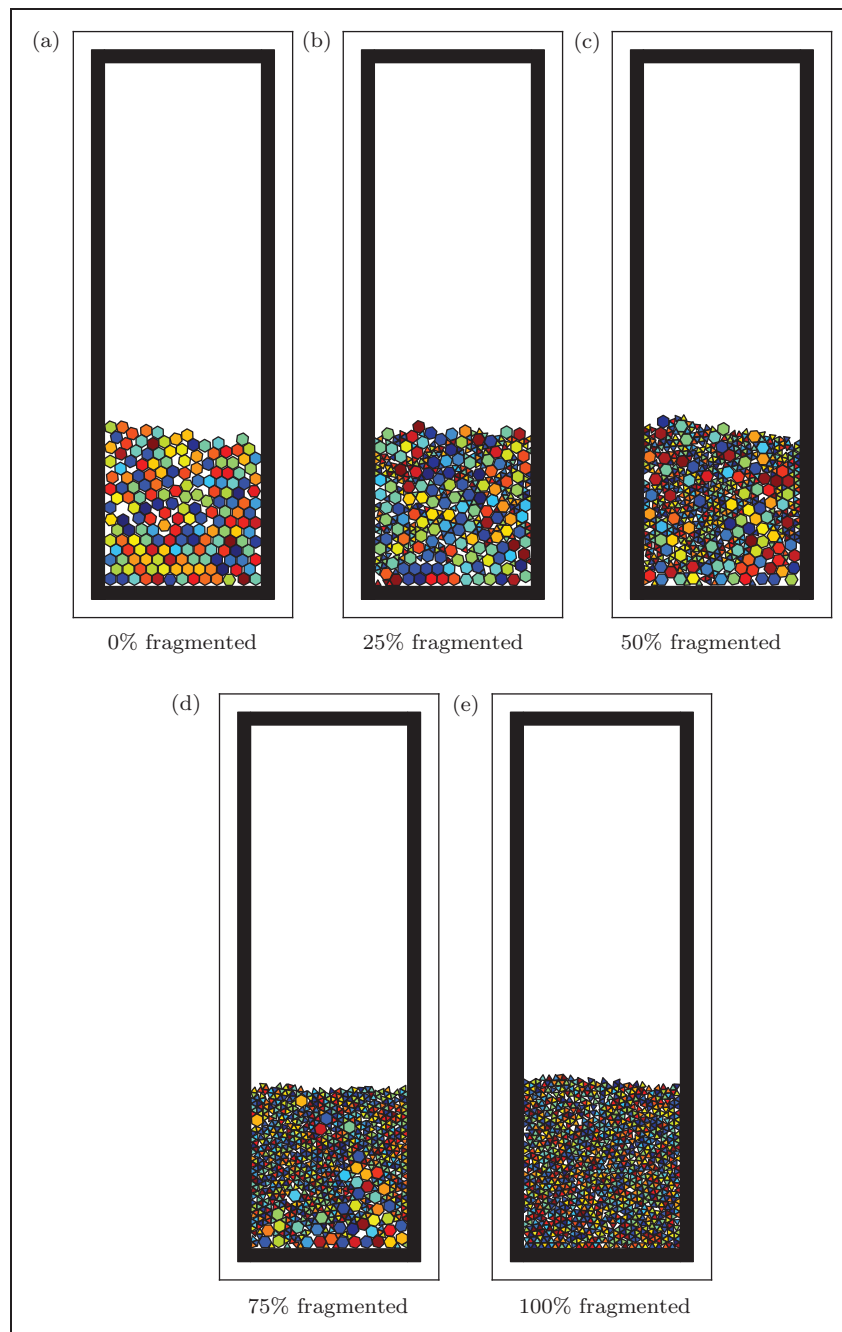 (a)
(b)
(c)
0% fragmented
25% fragmented
50% fragmented
(d)
(e)
75% fragmented
100% fragmented